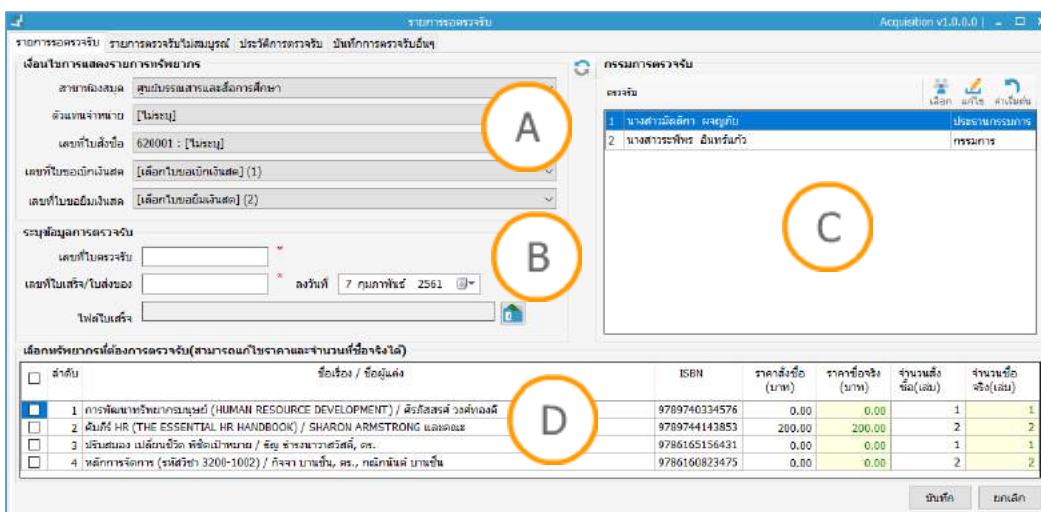 รายการรอตรวจรับ
Acquisition v1.0.0.0 |
รายการรอตรวจรับ รายการตรวจรับไม่สมบูรณ์ ประวัติการตรวจรับ บันทึกการตรวจรับอื่นๆ
เงื่อนไขการแสดงรายการทรัพยากร
สาขาห้องสมุด ศูนย์บรรณสารและสื่อการศึกษา
ตัวแทนจำหน่าย [ไม่ระบุ]
เลขที่ใบสั่งซื้อ 620001 : [ไม่ระบุ]
เลขที่ใบขอเบิกเงินสด [เลือกใบขอเบิกเงินสด] (1)
เลขที่ใบขอยืมเงินสด [เลือกใบขอยืมเงินสด] (2)
A
กรรมการตรวจรับ
ตรวจรับ
เลือก แก้ไข ค่าเริ่มต้น
1 นางสาวมัลลิกา ผจญภัย ประธานกรรมการ
2 นางสาวระพีพร อินทร์แก้ว กรรมการ
C
ระบุข้อมูลการตรวจรับ
เลขที่ใบตรวจรับ *
เลขที่ใบเสร็จ/ใบส่งของ * ลงวันที่ 7 กุมภาพันธ์ 2561
ไฟล์ใบเสร็จ
B
เลือกทรัพยากรที่ต้องการตรวจรับ(สามารถแก้ไขราคาและจำนวนที่ซื้อจริงได้)
ลำดับ ชื่อเรื่อง / ชื่อผู้แต่ง ISBN ราคาสั่งซื้อ (บาท) ราคาซื้อจริง (บาท) จำนวนสั่งซื้อ(เล่ม) จำนวนซื้อจริง(เล่ม)
1 การพัฒนาทรัพยากรมนุษย์ (HUMAN RESOURCE DEVELOPMENT) / ศิรภัสสรศ์ วงศ์ทองดี 9789740334576 0.00 0.00 1 1
2 คัมภีร์ HR (THE ESSENTIAL HR HANDBOOK) / SHARON ARMSTRONG และคณะ 9789744143853 200.00 200.00 2 2
3 ปรับสมอง เปลี่ยนชีวิต พิชิตเป้าหมาย / ธัญ ธำรงนาวาสวัสดิ์, ดร. 9786165156431 0.00 0.00 1 1
4 หลักการจัดการ (รหัสวิชา 3200-1002) / กัจจา บานชื่น, ดร., กณิกนันต์ บานชื่น 9786160823475 0.00 0.00 2 2
D
บันทึก ยกเลิก